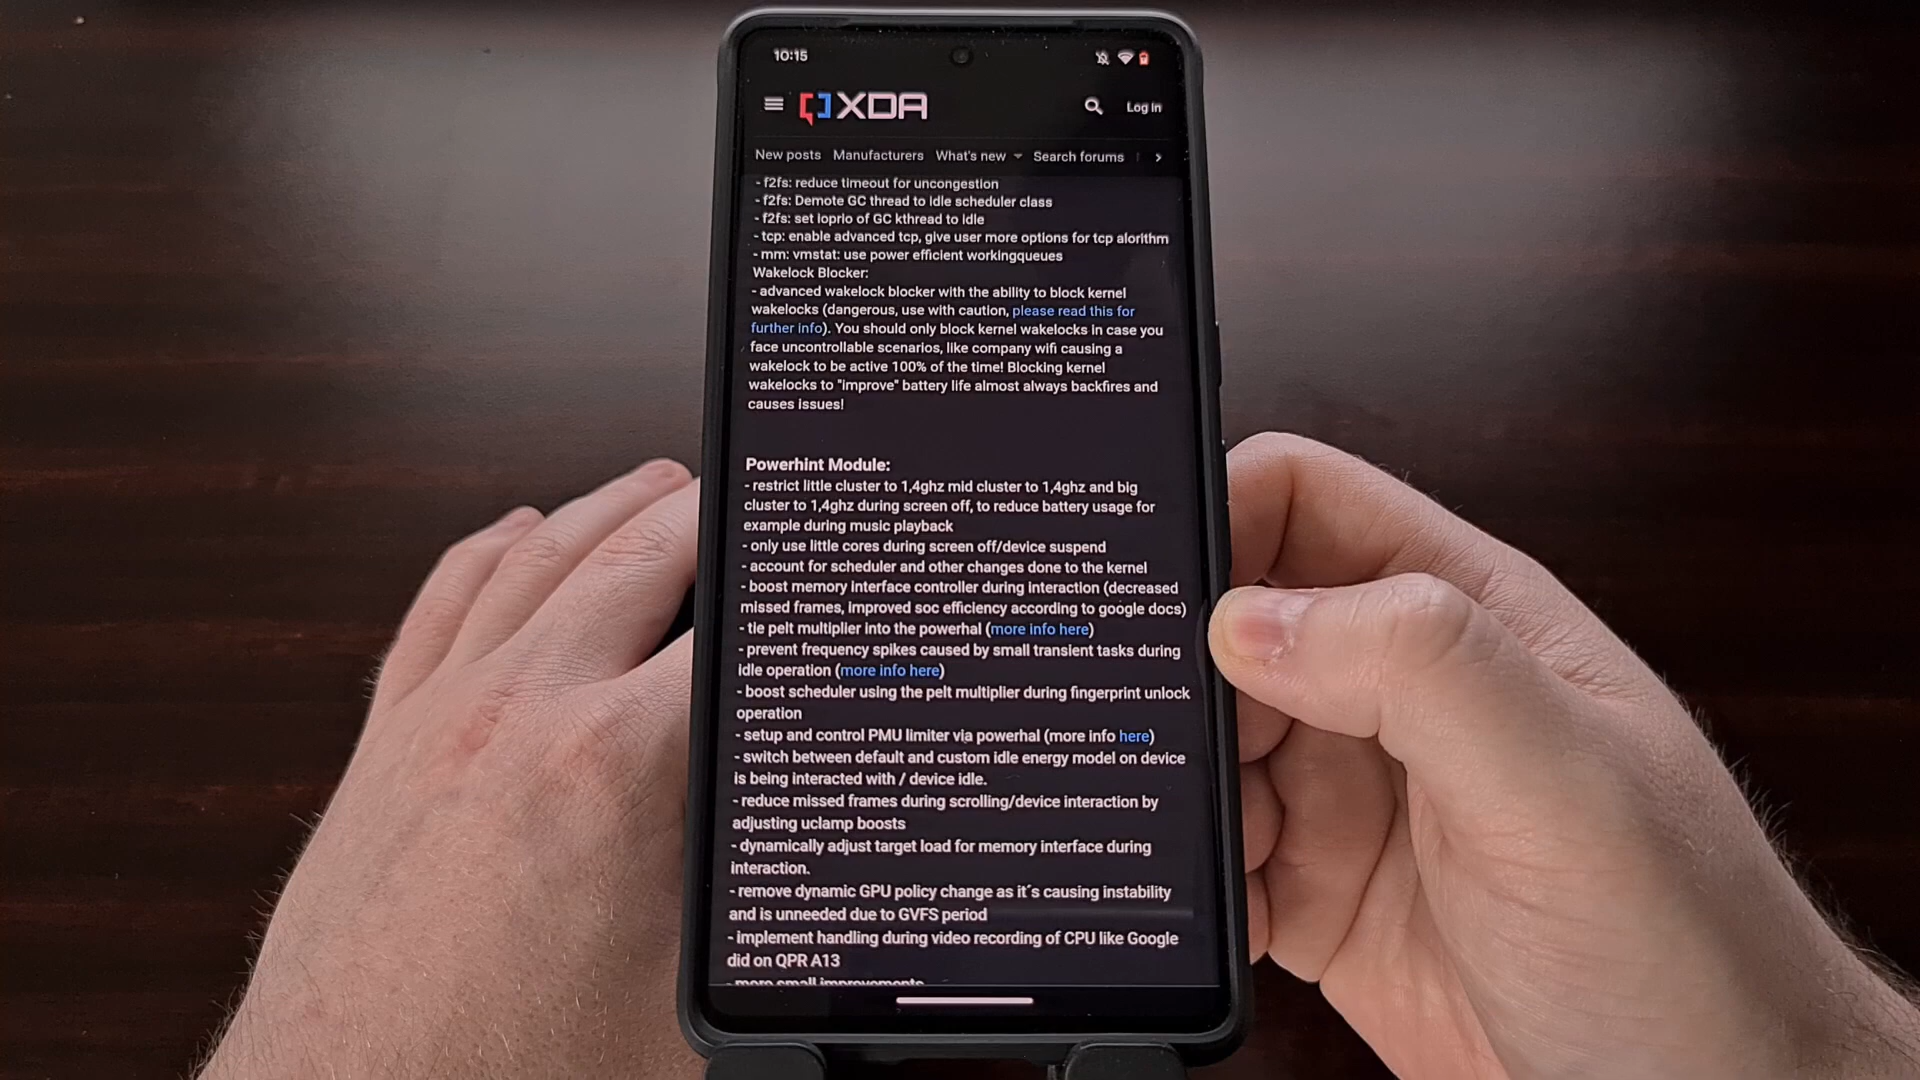 10:15
XDA
Log in
New posts Manufacturers What's new Search forums
- f2fs: reduce timeout for uncongestion
- f2fs: Demote GC thread to idle scheduler class
- f2fs: set ioprio of GC kthread to idle
- tcp: enable advanced tcp, give user more options for tcp alorithm
- mm: vmstat: use power efficient workingqueues
Wakelock Blocker:
- advanced wakelock blocker with the ability to block kernel
wakelocks (dangerous, use with caution, please read this for
further info). You should only block kernel wakelocks in case you
face uncontrollable scenarios, like company wifi causing a
wakelock to be active 100% of the time! Blocking kernel
wakelocks to "improve" battery life almost always backfires and
causes issues!
Powerhint Module:
- restrict little cluster to 1,4ghz mid cluster to 1,4ghz and big
cluster to 1,4ghz during screen off, to reduce battery usage for
example during music playback
- only use little cores during screen off/device suspend
- account for scheduler and other changes done to the kernel
- boost memory interface controller during interaction (decreased
missed frames, improved soc efficiency according to google docs)
- tie pelt multiplier into the powerhal (more info here)
- prevent frequency spikes caused by small transient tasks during
idle operation (more info here)
- boost scheduler using the pelt multiplier during fingerprint unlock
operation
- setup and control PMU limiter via powerhal (more info here)
- switch between default and custom idle energy model on device
is being interacted with / device idle.
- reduce missed frames during scrolling/device interaction by
adjusting uclamp boosts
- dynamically adjust target load for memory interface during
interaction.
- remove dynamic GPU policy change as it´s causing instability
and is unneeded due to GVFS period
- implement handling during video recording of CPU like Google
did on QPR A13
- more small improvements